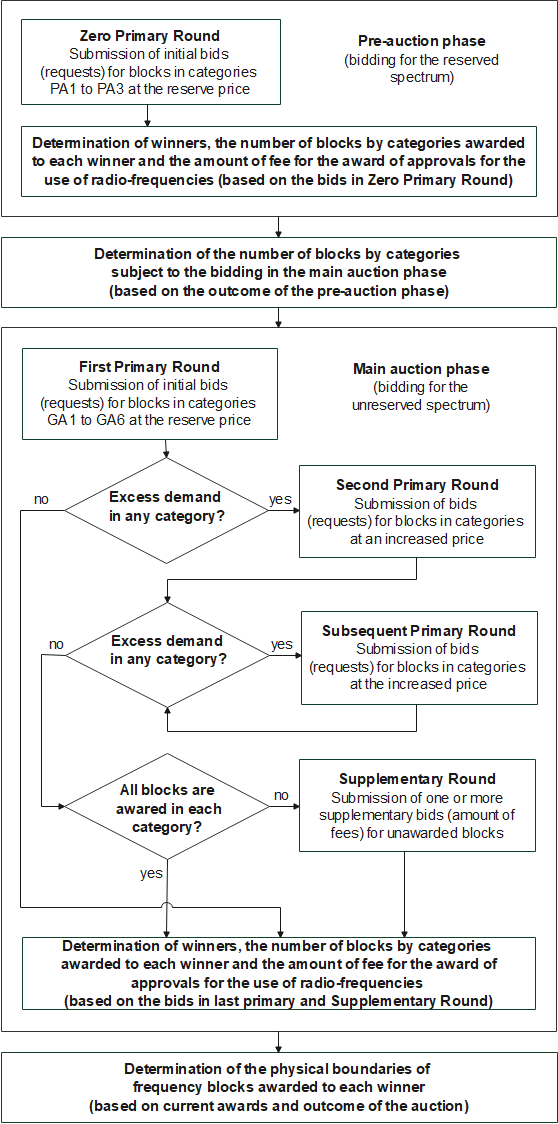 Zero Primary Round
Submission of initial bids
(requests) for blocks in categories
PA1 to PA3 at the reserve price
Pre-auction phase
(bidding for the reserved
spectrum)
Determination of winners, the number of blocks by categories awarded
to each winner and the amount of fee for the award of approvals for the
use of radio-frequencies (based on the bids in Zero Primary Round)
Determination of the number of blocks by categories
subject to the bidding in the main auction phase
(based on the outcome of the pre-auction phase)
First Primary Round
Submission of initial bids
(requests) for blocks in categories
GA1 to GA6 at the reserve price
Main auction phase
(bidding for the
unreserved spectrum)
no
Excess demand
in any category?
yes
Second Primary Round
Submission of bids
(requests) for blocks in categories
at an increased price
no
Excess demand
in any category?
yes
Subsequent Primary Round
Submission of bids
(requests) for blocks in categories
at the increased price
All blocks are
awared in each
category?
no
Supplementary Round
Submission of one or more
supplementary bids (amount of
fees) for unawarded blocks
yes
Determination of winners, the number of blocks by categories
awarded to each winner and the amount of fee for the award of
approvals for the use of radio-frequencies
(based on the bids in last primary and Supplementary Round)
Determination of the physical boundaries of
frequency blocks awarded to each winner
(based on current awards and outcome of the auction)